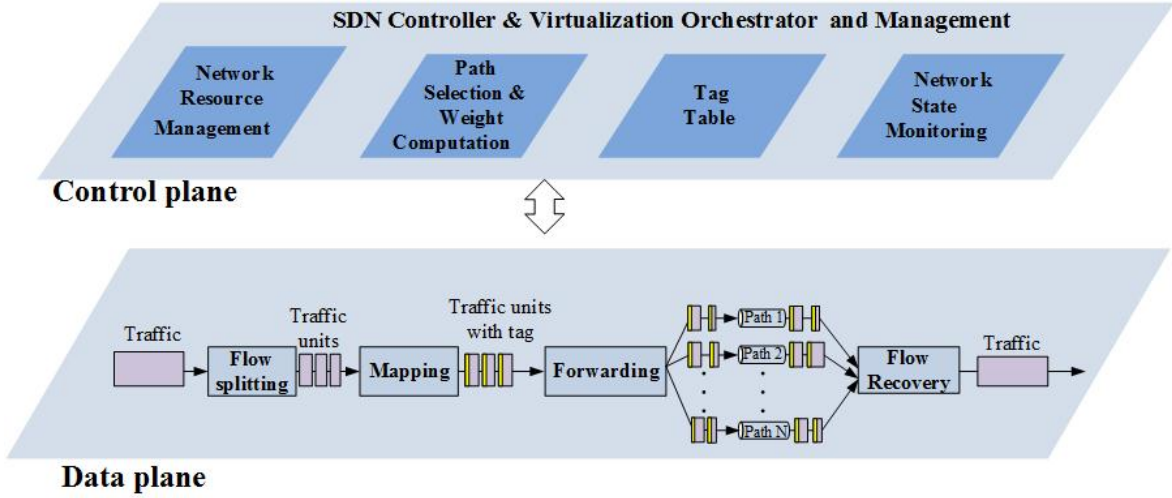 SDN Controller & Virtualization Orchestrator and Management
Network
Resource
Management
Path
Selection &
Weight
Computation
Tag
Table
Network
State
Monitoring
Control plane
Traffic
Flow
splitting
Traffic
units
Mapping
Traffic units
with tag
Forwarding
Path 1
Path 2
Path N
Flow
Recovery
Traffic
Data plane